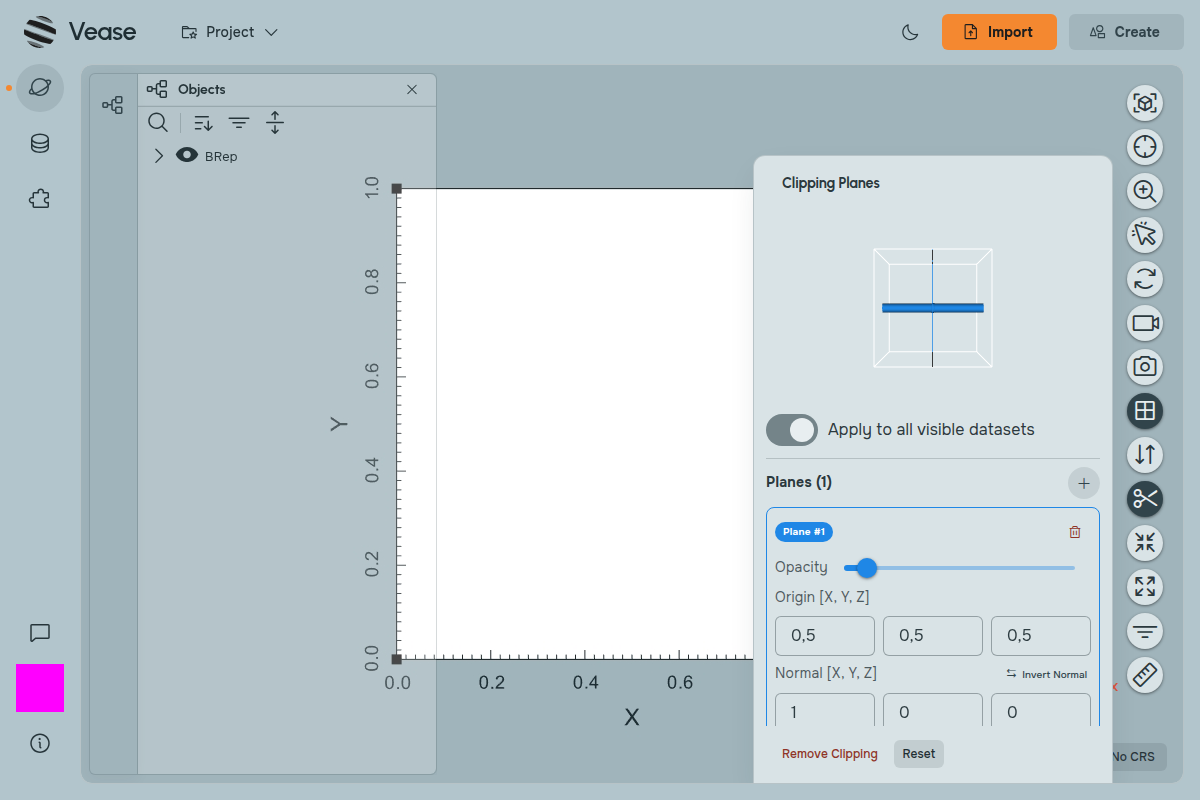 Vease
Project
Import
Create
Objects
BRep
Clipping Planes
Apply to all visible datasets
Planes (1)
Plane #1
Opacity
Origin [X, Y, Z]
0,5 0,5 0,5
Normal [X, Y, Z]
Invert Normal
1 0 0
Remove Clipping
Reset
1.0
0.8
0.6
0.4
0.2
0.0
Y
0.0 0.2 0.4 0.6
X
X
No CRS